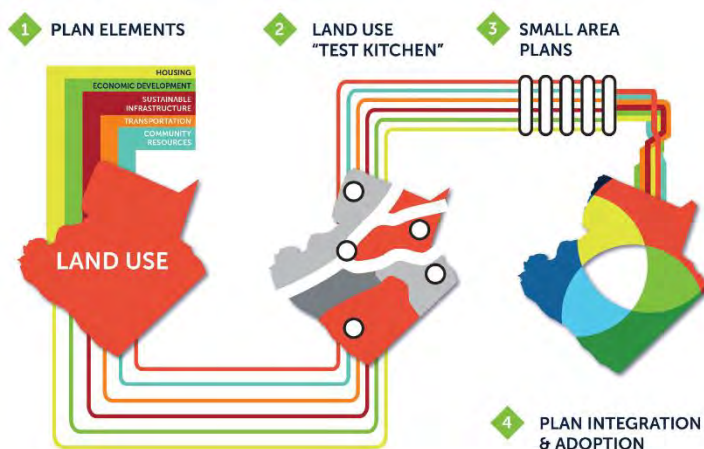 1 PLAN ELEMENTS
2 LAND USE
"TEST KITCHEN"
3 SMALL AREA
PLANS
HOUSING
ECONOMIC DEVELOPMENT
SUSTAINABLE
INFRASTRUCTURE
TRANSPORTATION
COMMUNITY
RESOURCES
LAND USE
4 PLAN INTEGRATION
& ADOPTION